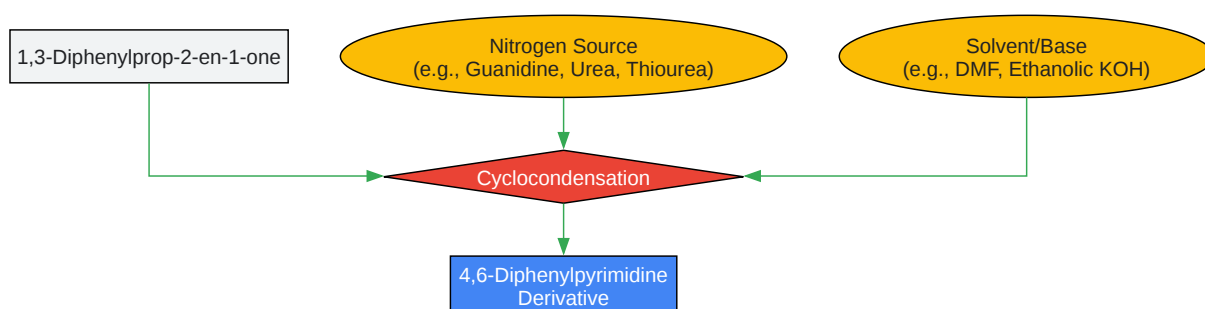 1,3-Diphenylprop-2-en-1-one
Nitrogen Source
(e.g., Guanidine, Urea, Thiourea)
Solvent/Base
(e.g., DMF, Ethanolic KOH)
Cyclocondensation
4,6-Diphenylpyrimidine
Derivative